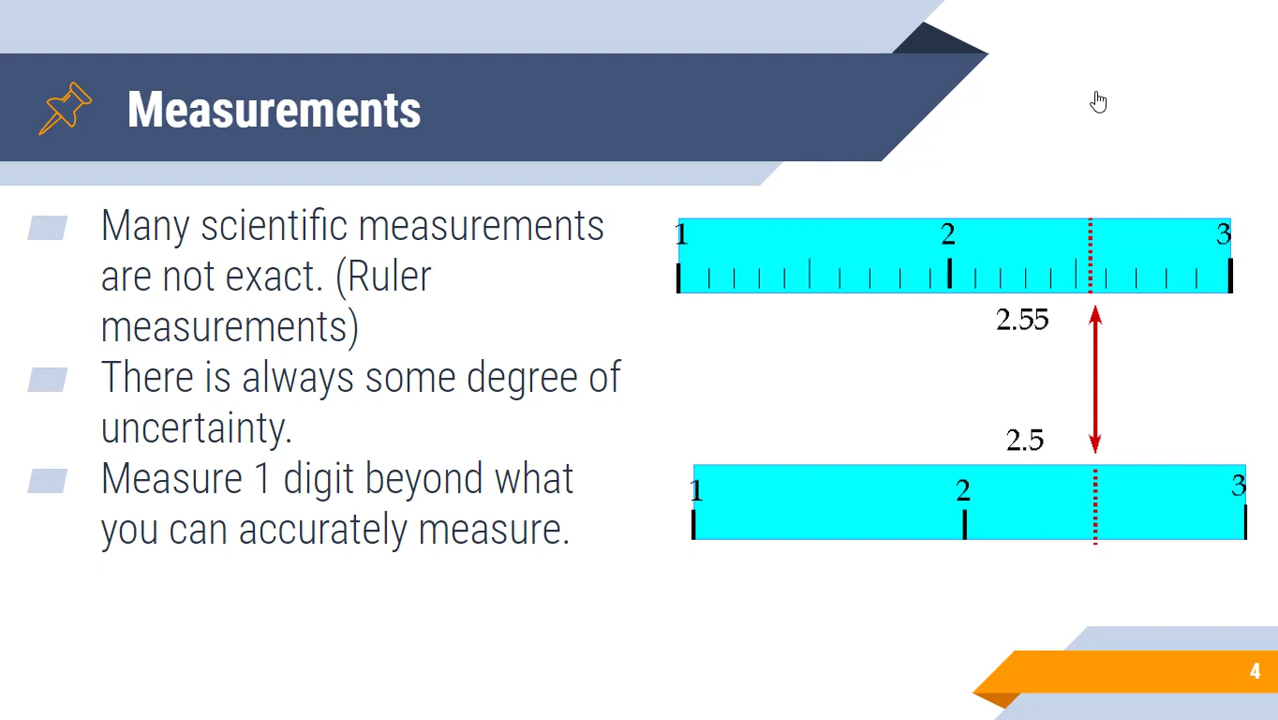 Measurements
Many scientific measurements
are not exact. (Ruler
measurements)
There is always some degree of
uncertainty.
Measure 1 digit beyond what
you can accurately measure.
1 2 3
2.55
2.5
1 2 3
4